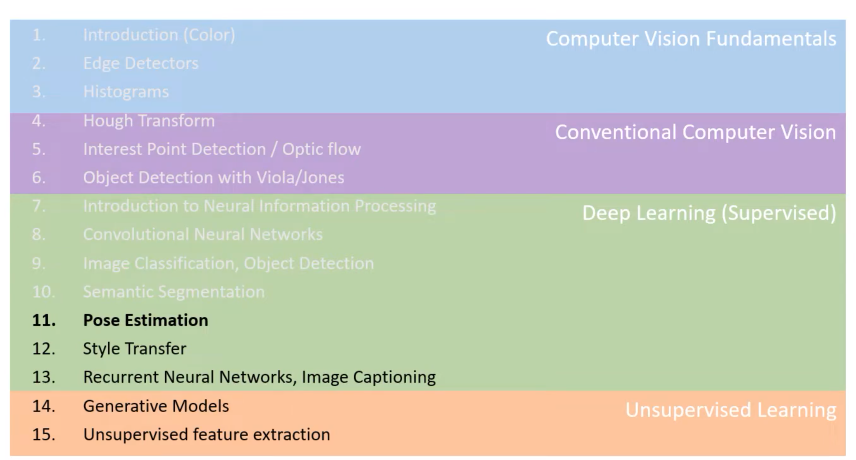 1. Introduction (Color)
Computer Vision Fundamentals
2. Edge Detectors
3. Histograms
4. Hough Transform
Conventional Computer Vision
5. Interest Point Detection / Optic flow
6. Object Detection with Viola/Jones
7. Introduction to Neural Information Processing
Deep Learning (Supervised)
8. Convolutional Neural Networks
9. Image Classification, Object Detection
10. Semantic Segmentation
11. Pose Estimation
12. Style Transfer
13. Recurrent Neural Networks, Image Captioning
14. Generative Models
Unsupervised Learning
15. Unsupervised feature extraction